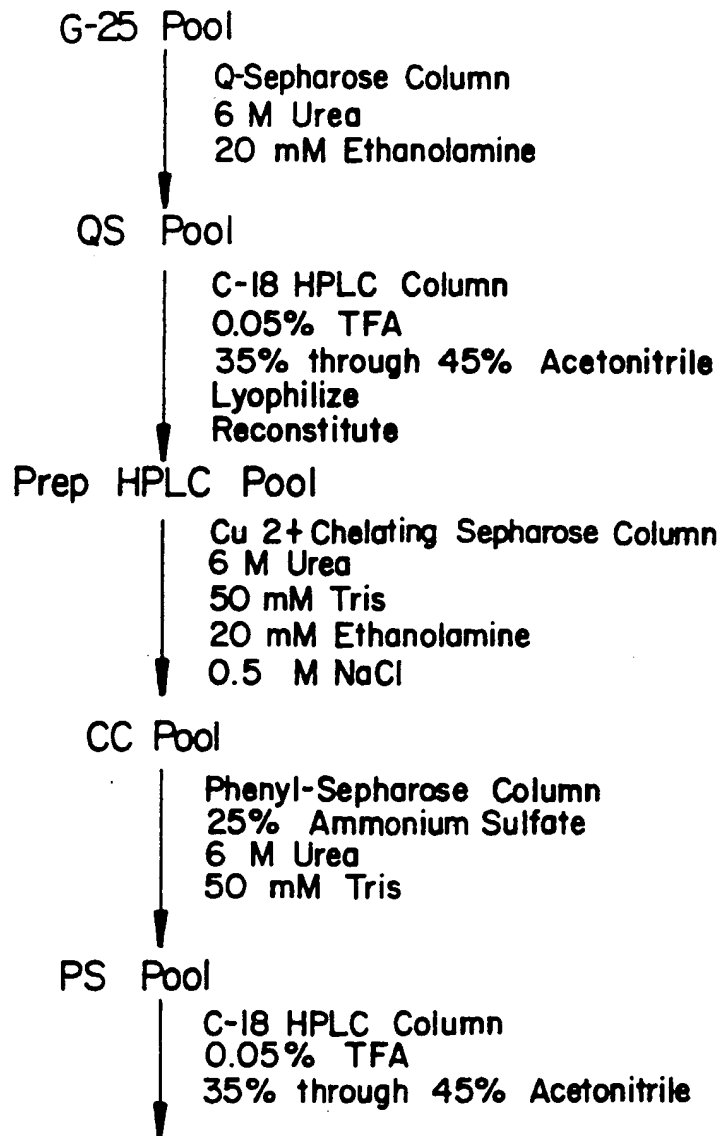 G-25 Pool
Q-Sepharose Column
6 M Urea
20 mM Ethanolamine
QS Pool
C-18 HPLC Column
0.05% TFA
35% through 45% Acetonitrile
Lyophilize
Reconstitute
Prep HPLC Pool
Cu 2+ Chelating Sepharose Column
6 M Urea
50 mM Tris
20 mM Ethanolamine
0.5 M NaCl
CC Pool
Phenyl-Sepharose Column
25% Ammonium Sulfate
6 M Urea
50 mM Tris
PS Pool
C-18 HPLC Column
0.05% TFA
35% through 45% Acetonitrile